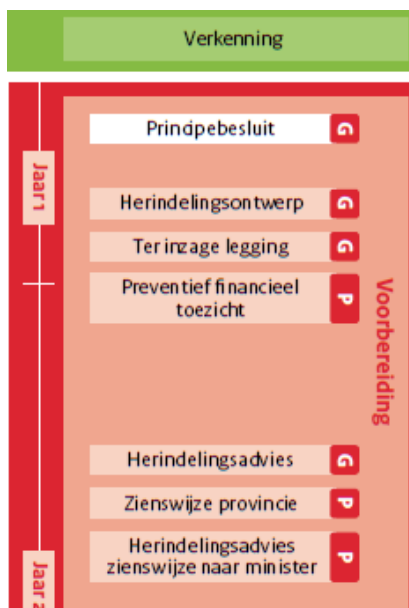 Verkenning
Principebesluit G
Jaar 1
Herindelingsontwerp G
Ter inzage legging G
Preventief financieel
toezicht P
Voorbereiding
Herindelingsadvies G
Zienswijze provincie P
Herindelingsadvies
zienswijze naar minister P
Jaar 2